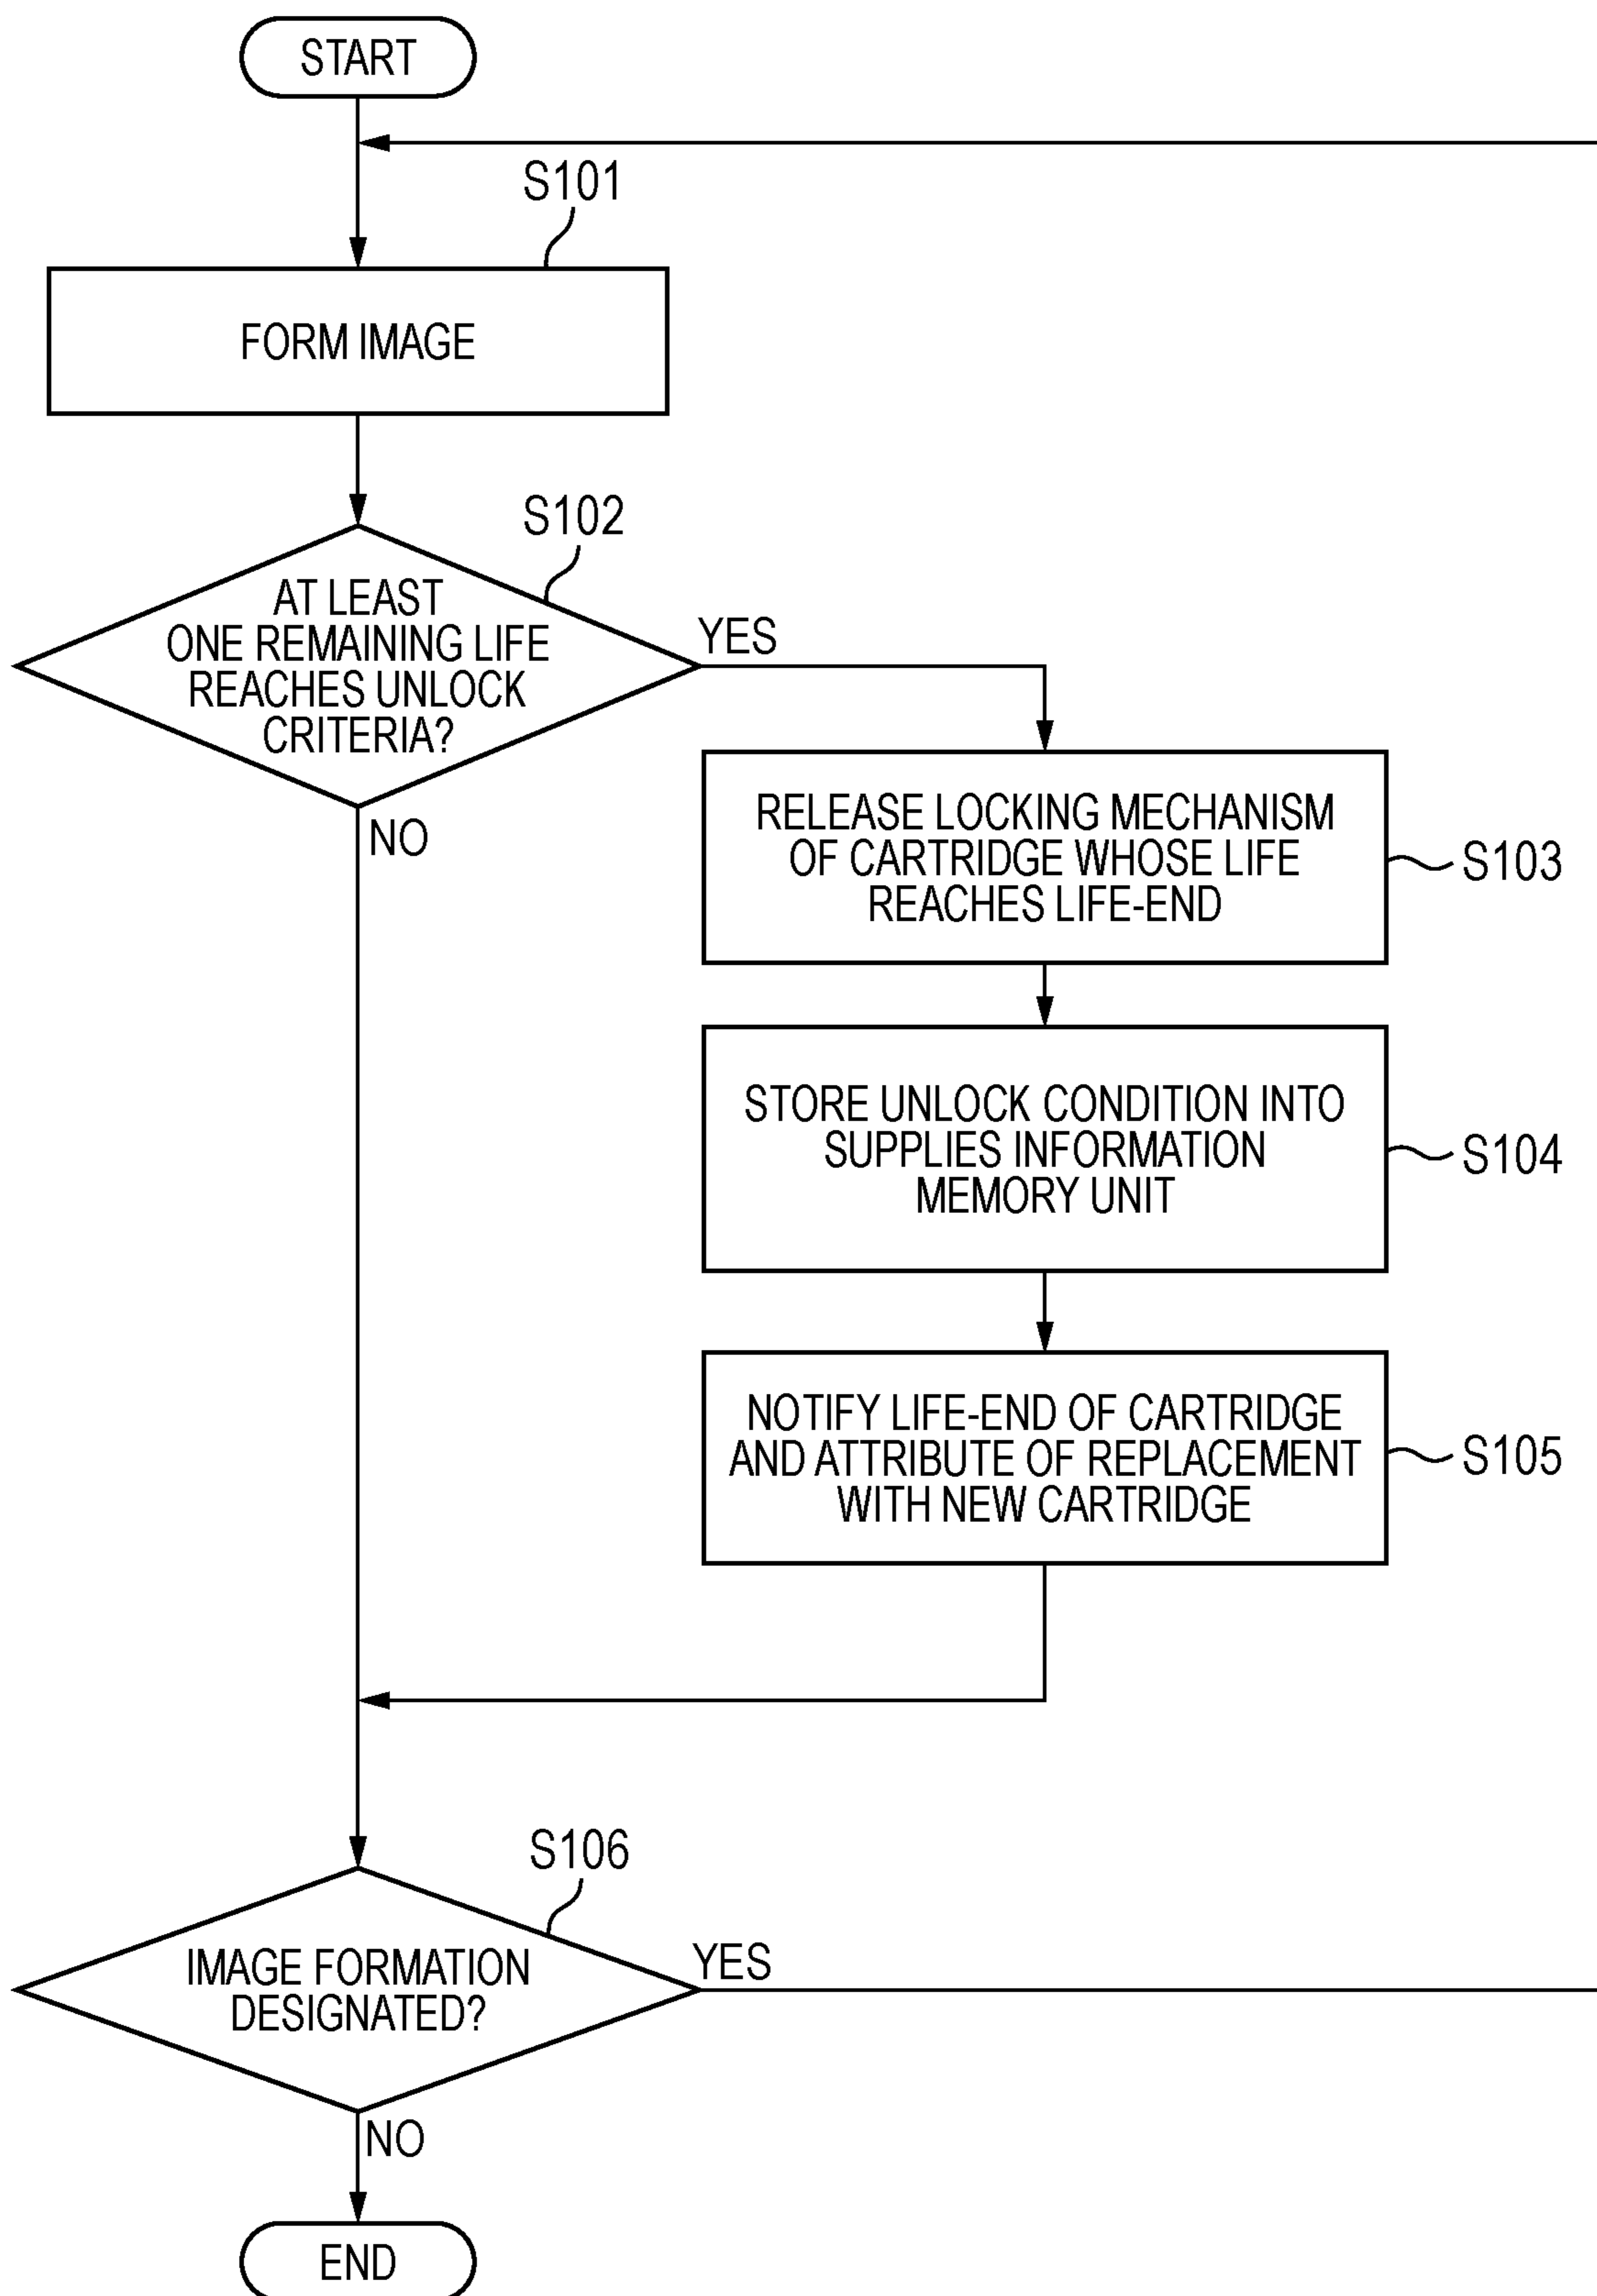 START
S101
FORM IMAGE
S102
AT LEAST
ONE REMAINING LIFE
REACHES UNLOCK
CRITERIA?
YES
NO
RELEASE LOCKING MECHANISM
OF CARTRIDGE WHOSE LIFE
REACHES LIFE-END
S103
STORE UNLOCK CONDITION INTO
SUPPLIES INFORMATION
MEMORY UNIT
S104
NOTIFY LIFE-END OF CARTRIDGE
AND ATTRIBUTE OF REPLACEMENT
WITH NEW CARTRIDGE
S105
S106
IMAGE FORMATION
DESIGNATED?
YES
NO
END